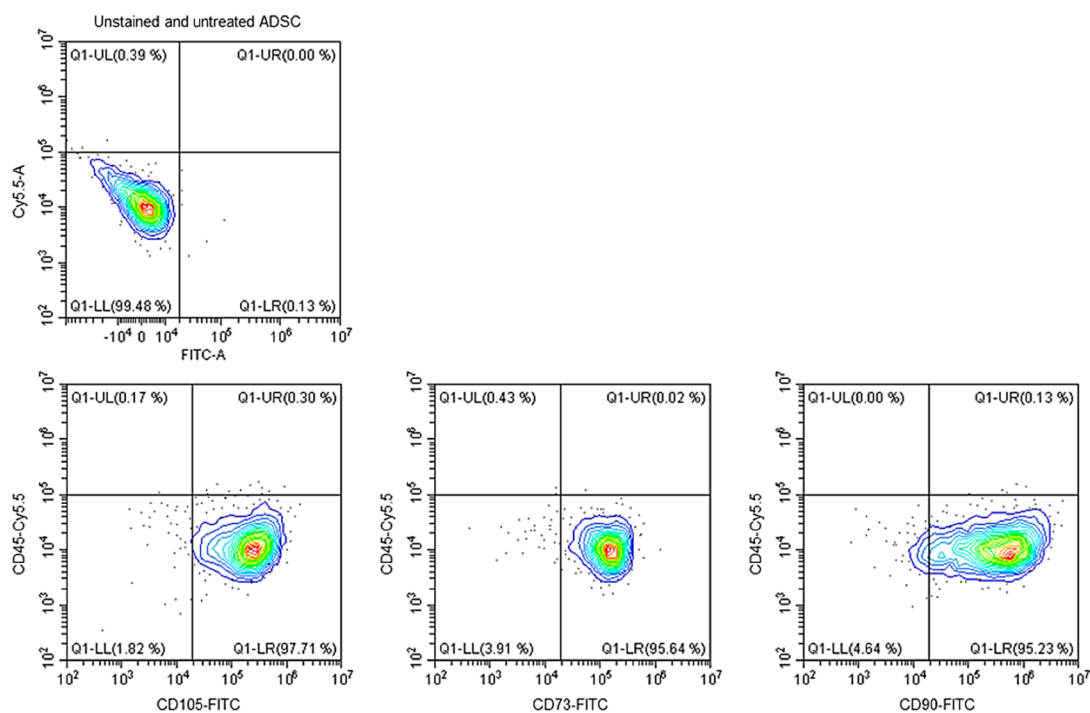 Unstained and untreated ADSC
10^7
Q1-UL(0.39 %) Q1-UR(0.00 %)
10^6
10^5
Cy5.5-A
10^4
10^3
Q1-LL(99.48 %) Q1-LR(0.13 %)
10^2
-10^4 0 10^4 10^5 10^6 10^7
FITC-A
10^7
Q1-UL(0.17 %) Q1-UR(0.30 %)
10^6
10^5
CD45-Cy5.5
10^4
10^3
Q1-LL(1.82 %) Q1-LR(97.71 %)
10^2
10^2 10^3 10^4 10^5 10^6 10^7
CD105-FITC
10^7
Q1-UL(0.43 %) Q1-UR(0.02 %)
10^6
10^5
CD45-Cy5.5
10^4
10^3
Q1-LL(3.91 %) Q1-LR(95.64 %)
10^2
10^2 10^3 10^4 10^5 10^6 10^7
CD73-FITC
10^7
Q1-UL(0.00 %) Q1-UR(0.13 %)
10^6
10^5
CD45-Cy5.5
10^4
10^3
Q1-LL(4.64 %) Q1-LR(95.23 %)
10^2
10^2 10^3 10^4 10^5 10^6 10^7
CD90-FITC